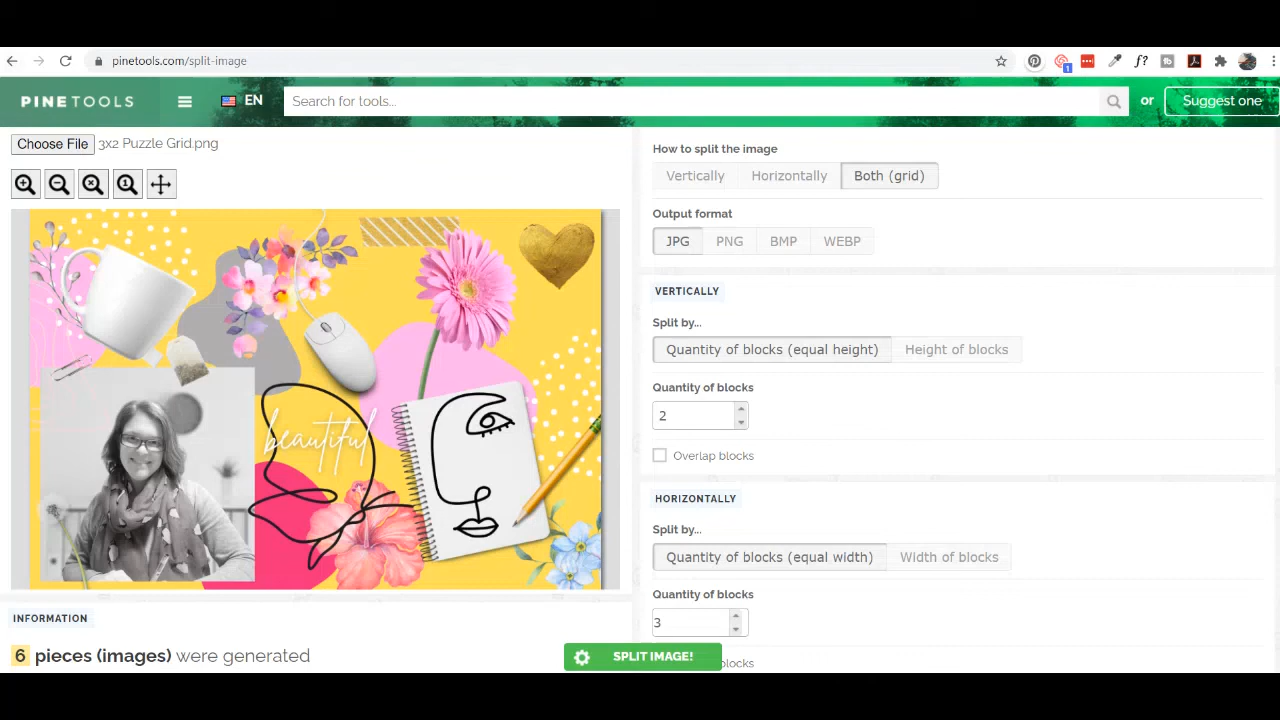 pinetools.com/split-image
f?
1
PINETOOLS
EN
Search for tools...
or
Suggest one
Choose File 3x2 Puzzle Grid.png
1
beautiful
INFORMATION
6 pieces (images) were generated
How to split the image
Vertically Horizontally Both (grid)
Output format
JPG PNG BMP WEBP
VERTICALLY
Split by...
Quantity of blocks (equal height) Height of blocks
Quantity of blocks
2
Overlap blocks
HORIZONTALLY
Split by...
Quantity of blocks (equal width) Width of blocks
Quantity of blocks
3
SPLIT IMAGE!
blocks